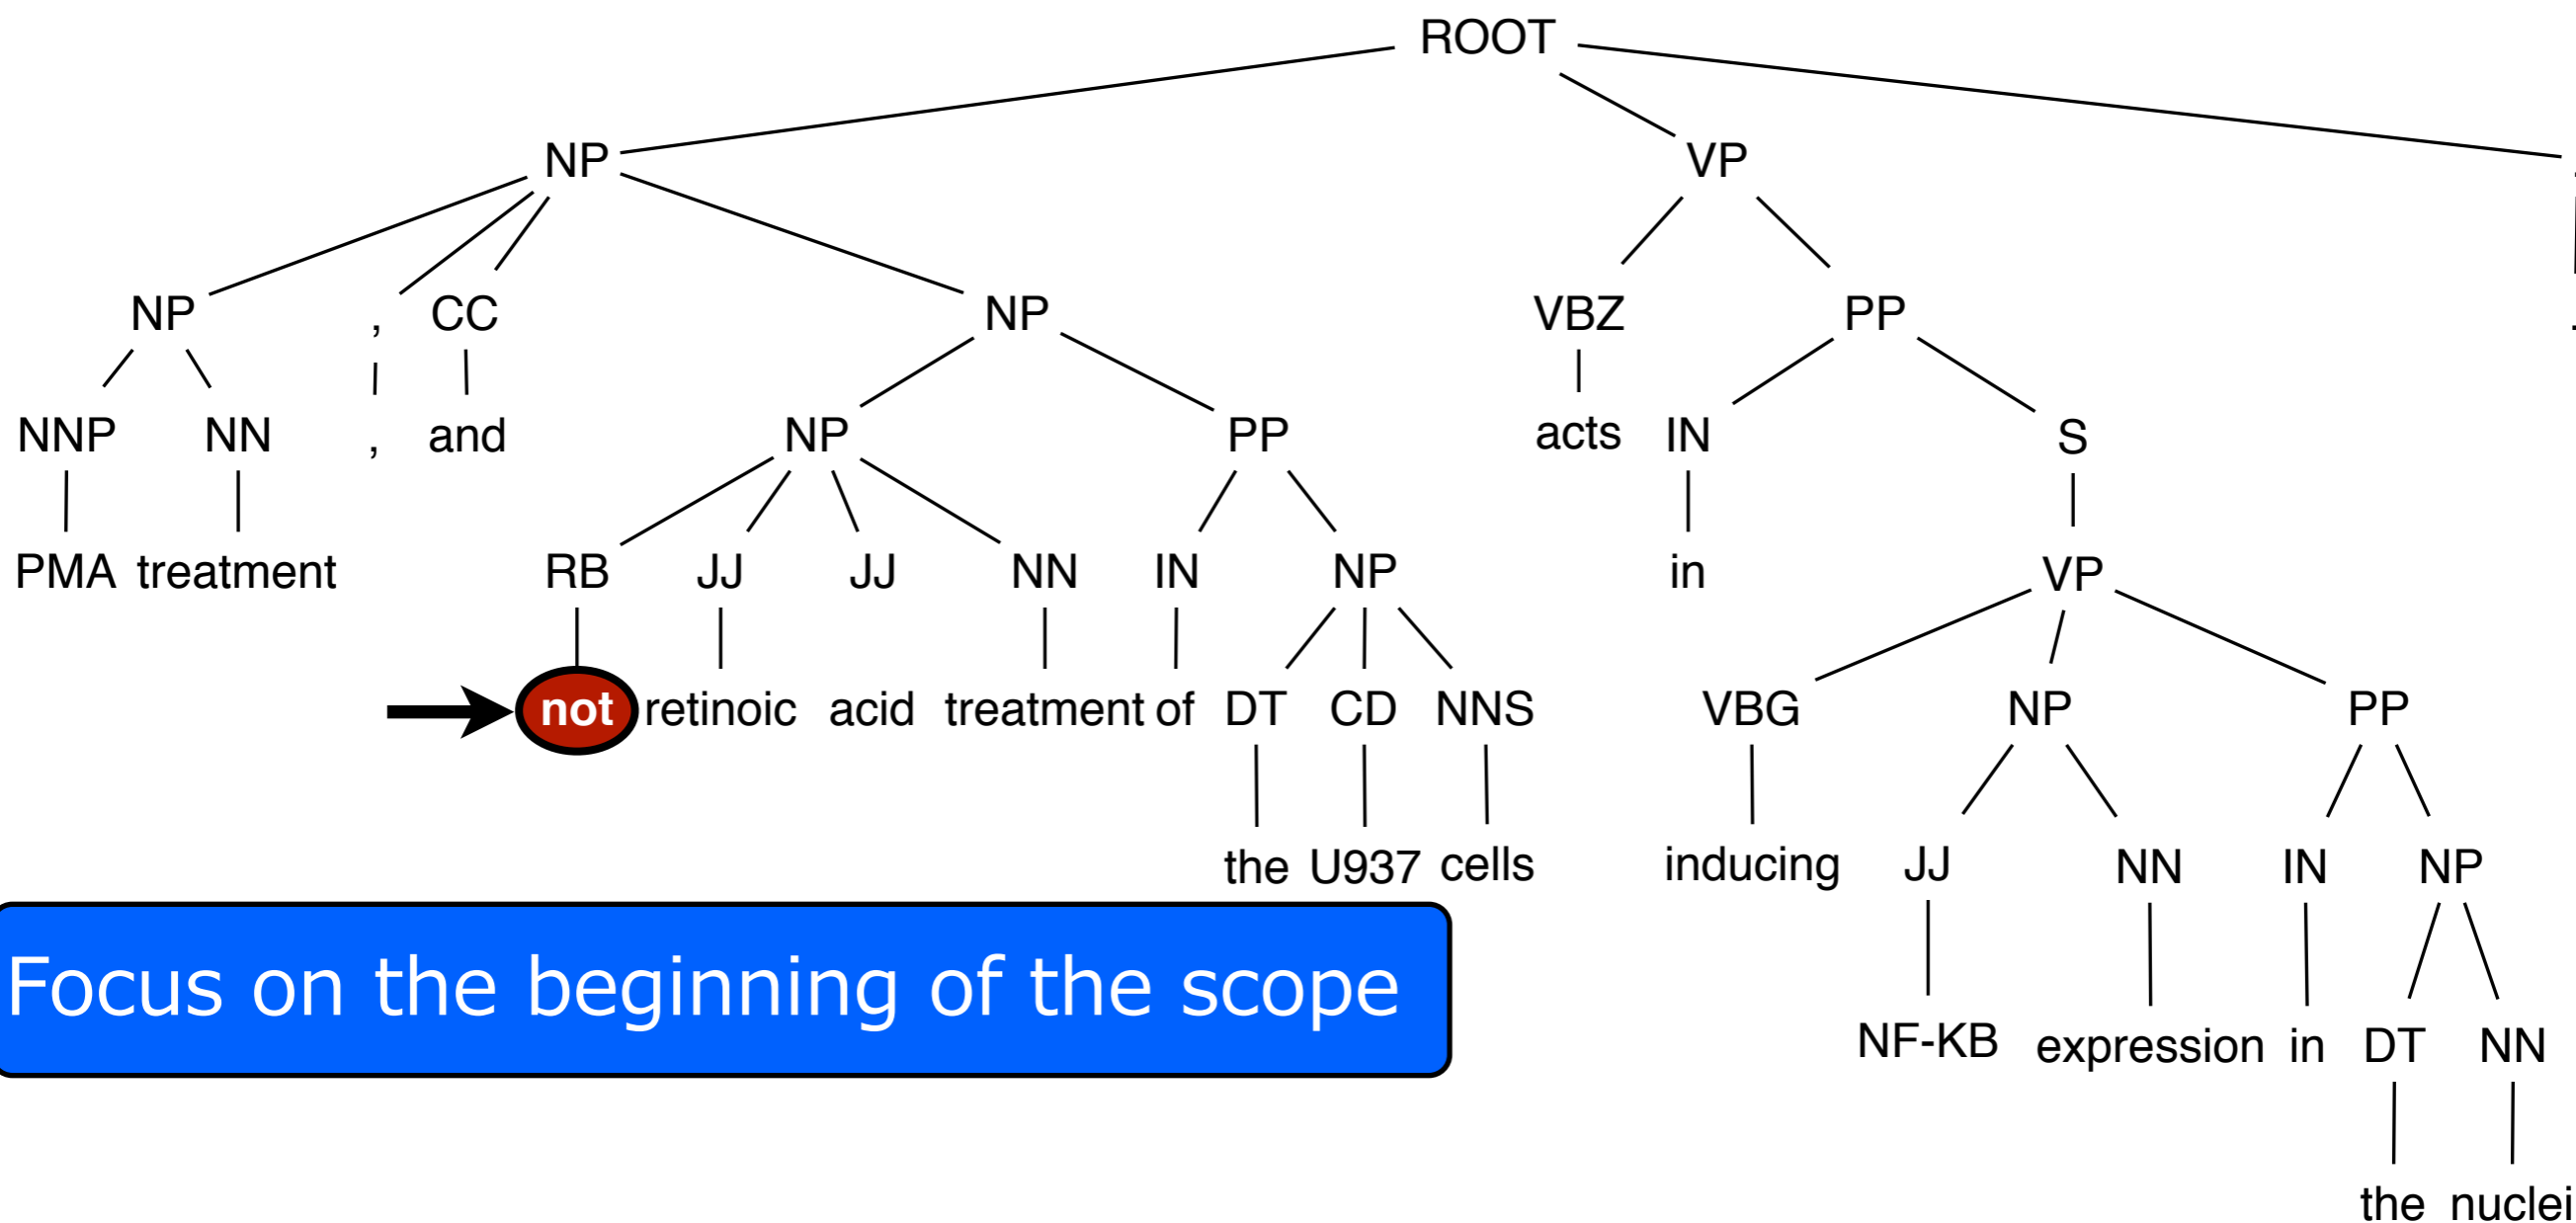 ROOT
NP VP
NP , CC NP VBZ PP .
NNP NN , and NP PP acts IN S
PMA treatment RB JJ JJ NN IN NP in VP
not retinoic acid treatment of DT CD NNS VBG NP PP
the U937 cells inducing JJ NN IN NP
Focus on the beginning of the scope
NF-KB expression in DT NN
the nuclei